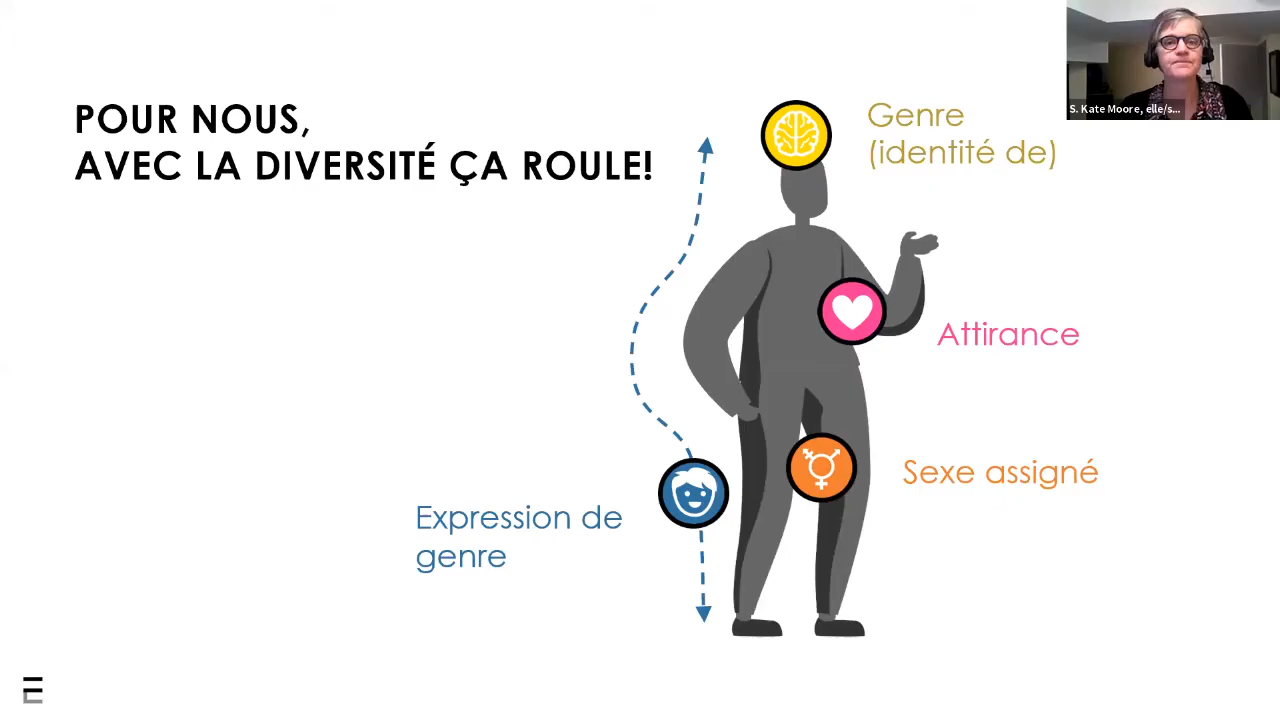 POUR NOUS,
AVEC LA DIVERSITÉ ÇA ROULE!
Genre
(identité de)
S. Kate Moore, elle/s...
Attirance
Sexe assigné
Expression de
genre